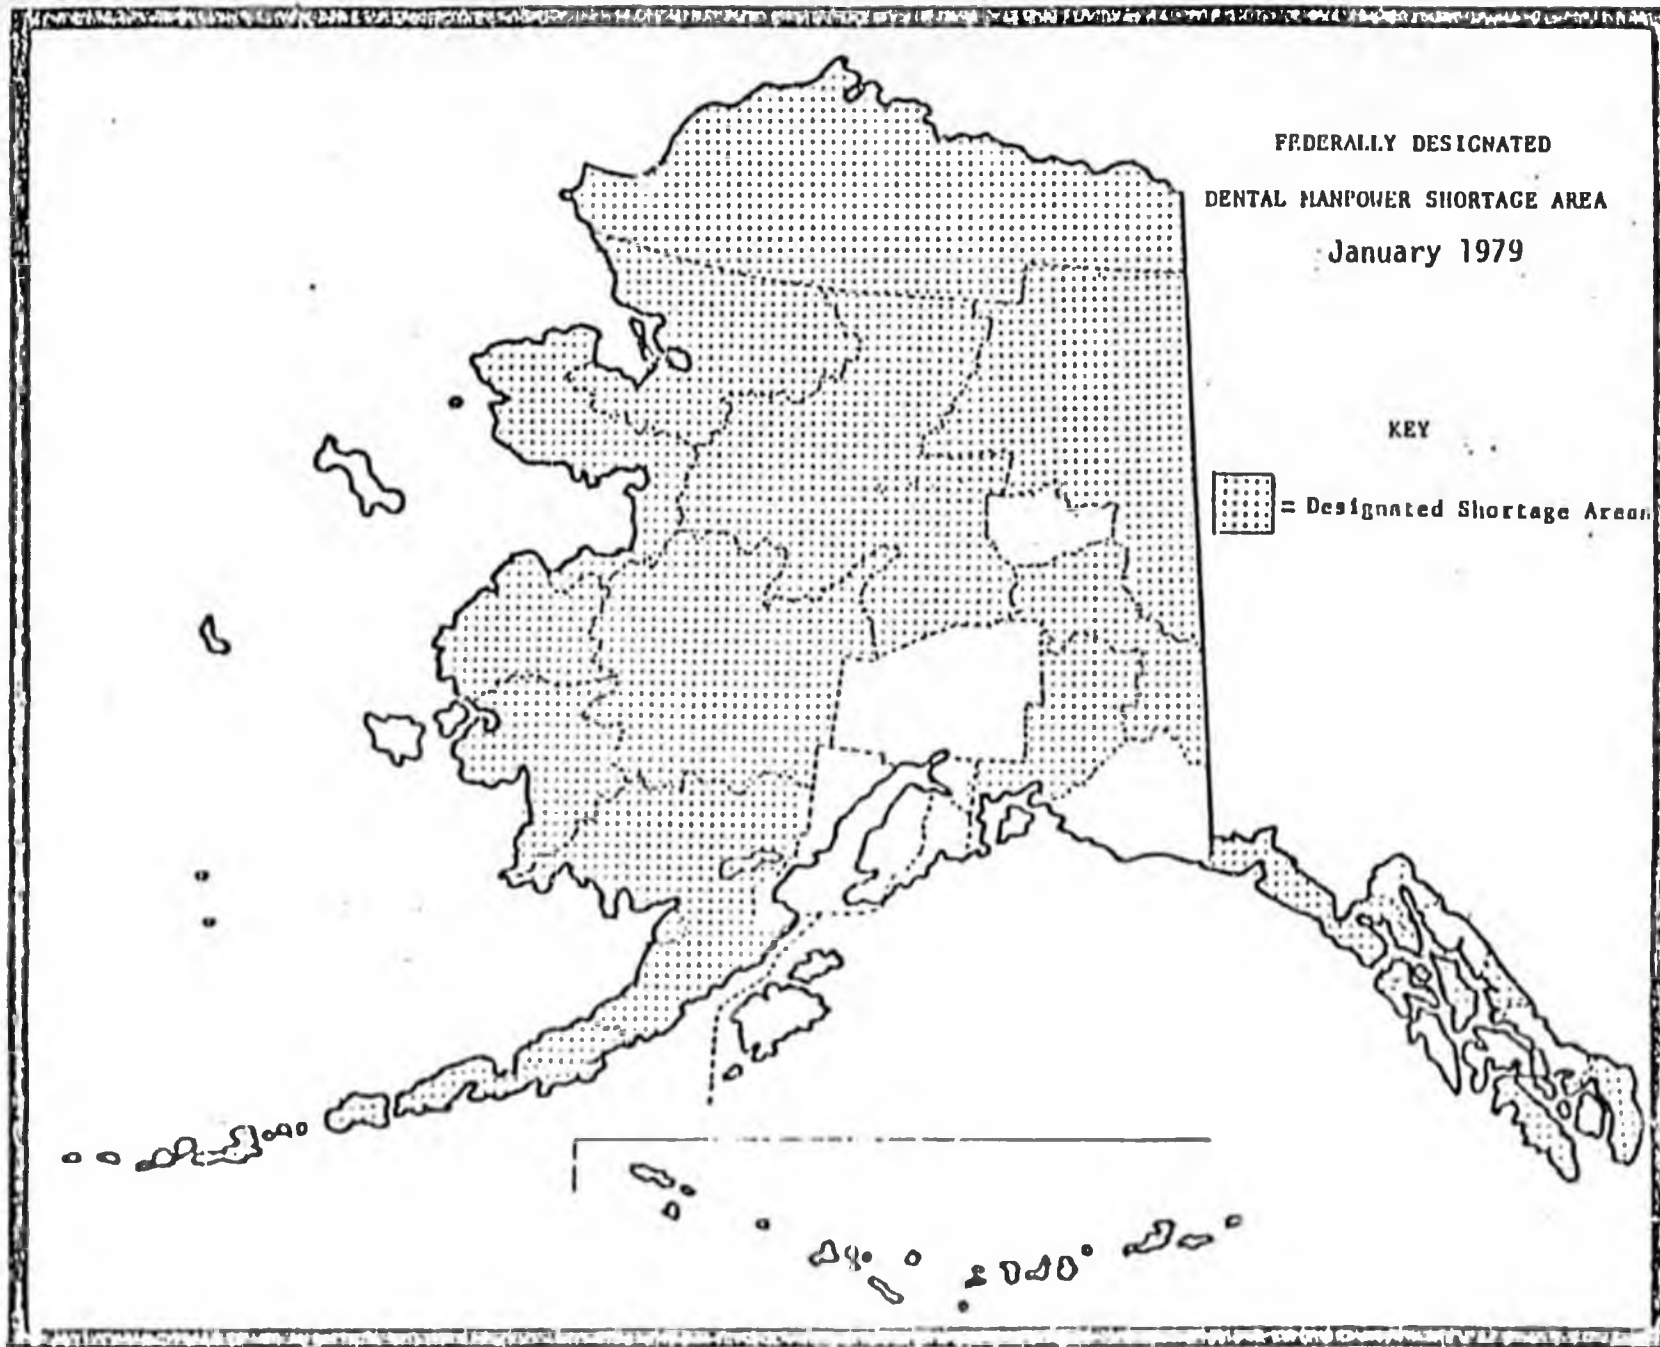 FEDERALLY DESIGNATED
DENTAL MANPOWER SHORTAGE AREA
January 1979
KEY
= Designated Shortage Areas